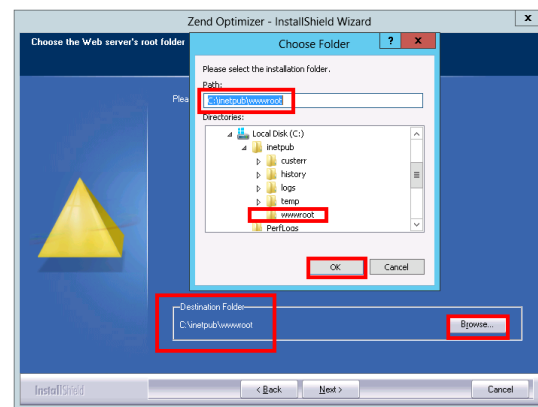 Zend Optimizer - InstallShield Wizard
x
Choose the Web server's root folder
Choose Folder
?
x
Please select the installation folder.
Plea
Path:
C:\inetpub\wwwroot
Directories:
Local Disk (C:)
inetpub
custerr
history
logs
temp
wwwroot
PerfLogs
OK
Cancel
Destination Folder
C:\inetpub\wwwroot
Browse...
InstallShield
< Back
Next >
Cancel